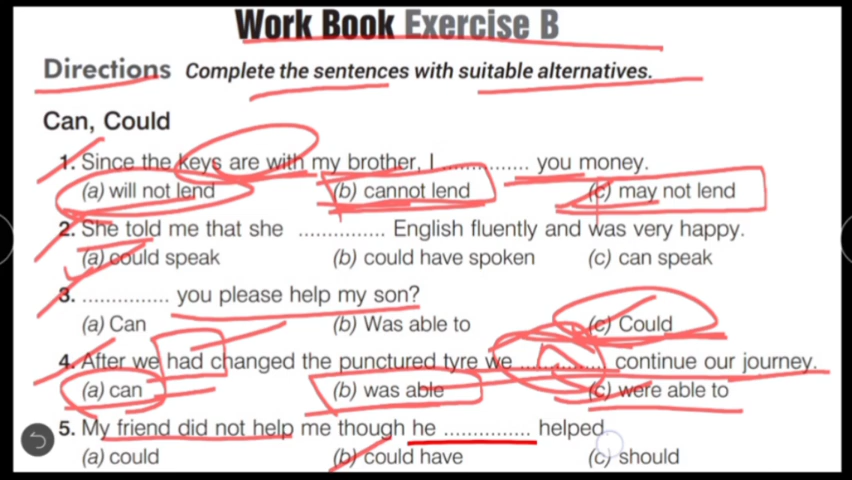 Work Book Exercise B
Directions Complete the sentences with suitable alternatives.
Can, Could
1. Since the keys are with my brother, I ............... you money.
(a) will not lend (b) cannot lend (c) may not lend
2. She told me that she ............... English fluently and was very happy.
(a) could speak (b) could have spoken (c) can speak
3. ............... you please help my son?
(a) Can (b) Was able to (c) Could
4. After we had changed the punctured tyre we ............... continue our journey.
(a) can (b) was able (c) were able to
5. My friend did not help me though he ............... helped
(a) could (b) could have (c) should